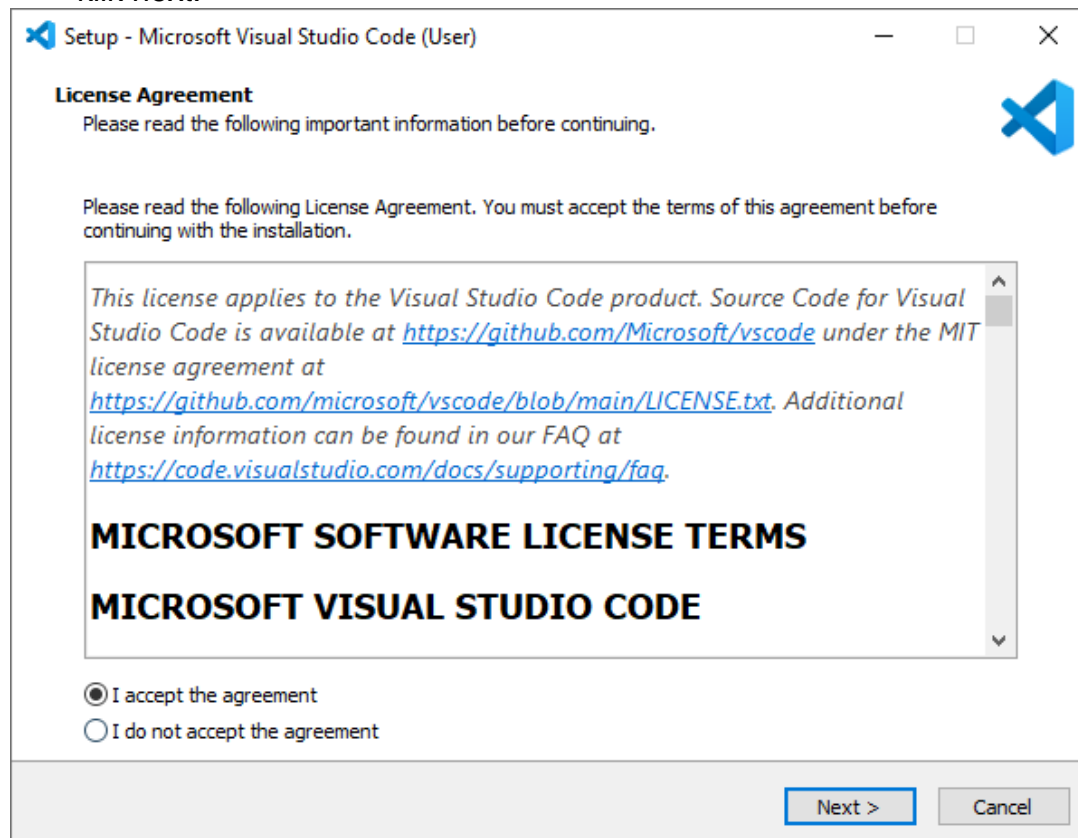 Setup - Microsoft Visual Studio Code (User)
License Agreement
Please read the following important information before continuing.
Please read the following License Agreement. You must accept the terms of this agreement before
continuing with the installation.
This license applies to the Visual Studio Code product. Source Code for Visual
Studio Code is available at https://github.com/Microsoft/vscode under the MIT
license agreement at
https://github.com/microsoft/vscode/blob/main/LICENSE.txt. Additional
license information can be found in our FAQ at
https://code.visualstudio.com/docs/supporting/faq.
MICROSOFT SOFTWARE LICENSE TERMS
MICROSOFT VISUAL STUDIO CODE
I accept the agreement
I do not accept the agreement
Next >
Cancel